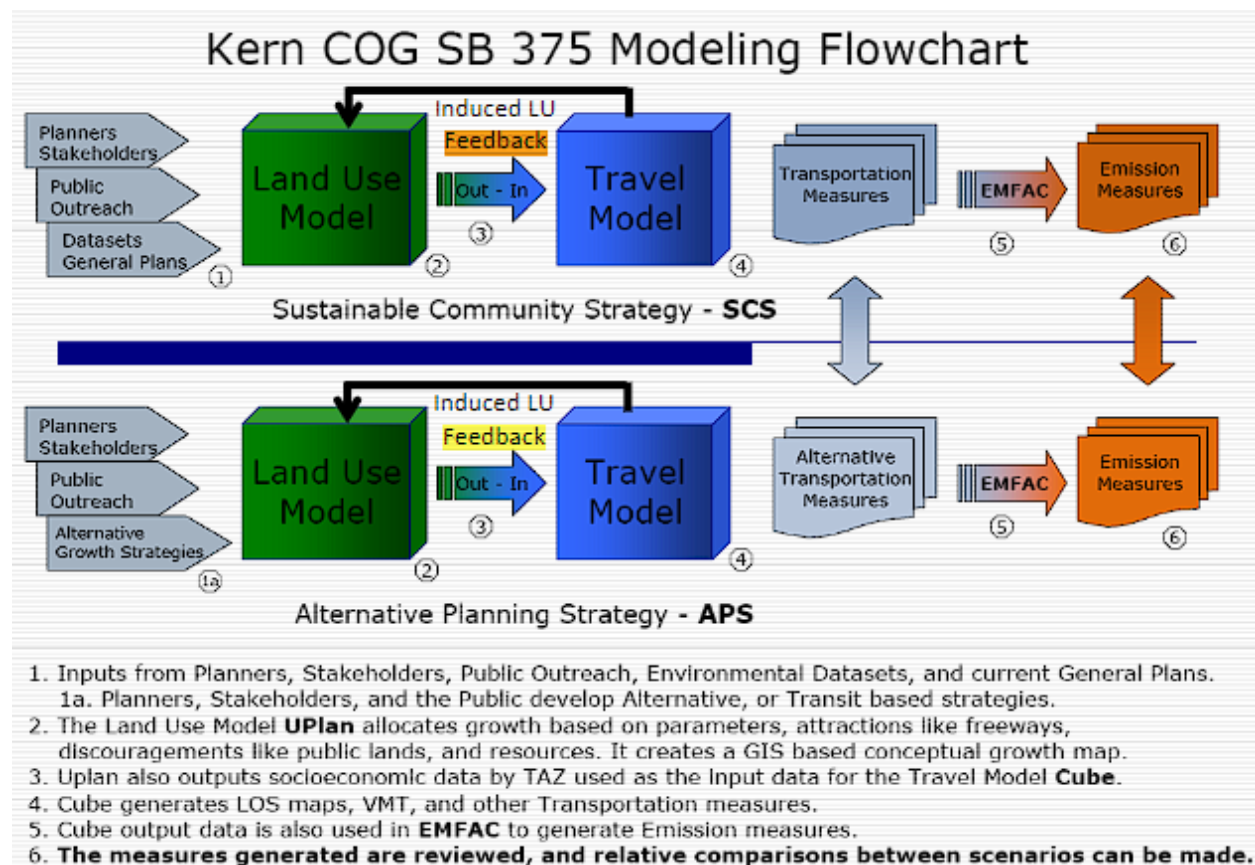 Kern COG SB 375 Modeling Flowchart
Planners
Stakeholders
Public
Outreach
Datasets
General Plans
①
Land Use
Model
②
Induced LU
Feedback
Out - In
③
Travel
Model
④
Transportation
Measures
EMFAC
⑤
Emission
Measures
⑥
Sustainable Community Strategy - SCS
Planners
Stakeholders
Public
Outreach
Alternative
Growth Strategies
1a
Land Use
Model
②
Induced LU
Feedback
Out - In
③
Travel
Model
④
Alternative
Transportation
Measures
EMFAC
⑤
Emission
Measures
⑥
Alternative Planning Strategy - APS
1. Inputs from Planners, Stakeholders, Public Outreach, Environmental Datasets, and current General Plans.
1a. Planners, Stakeholders, and the Public develop Alternative, or Transit based strategies.
2. The Land Use Model UPlan allocates growth based on parameters, attractions like freeways,
discouragements like public lands, and resources. It creates a GIS based conceptual growth map.
3. Uplan also outputs socioeconomic data by TAZ used as the input data for the Travel Model Cube.
4. Cube generates LOS maps, VMT, and other Transportation measures.
5. Cube output data is also used in EMFAC to generate Emission measures.
6. The measures generated are reviewed, and relative comparisons between scenarios can be made.